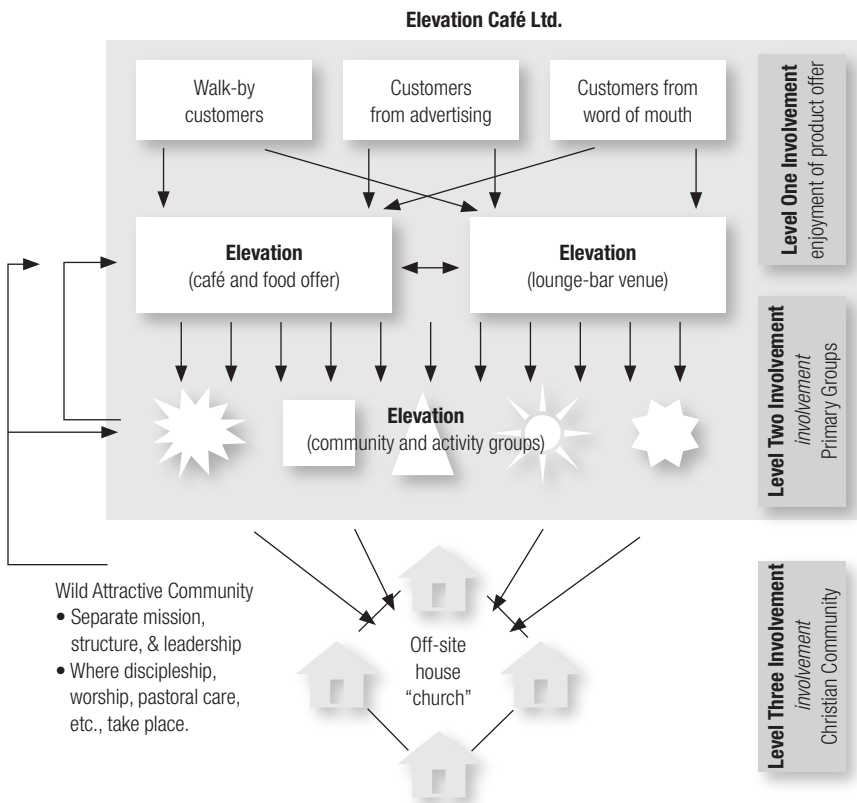 Elevation Café Ltd.
Walk-by
customers
Customers
from advertising
Customers from
word of mouth
Level One Involvement
enjoyment of product offer
Elevation
(café and food offer)
Elevation
(lounge-bar venue)
Elevation
(community and activity groups)
Level Two Involvement
involvement
Primary Groups
Wild Attractive Community
• Separate mission,
structure, & leadership
• Where discipleship,
worship, pastoral care,
etc., take place.
Off-site
house
“church”
Level Three Involvement
involvement
Christian Community